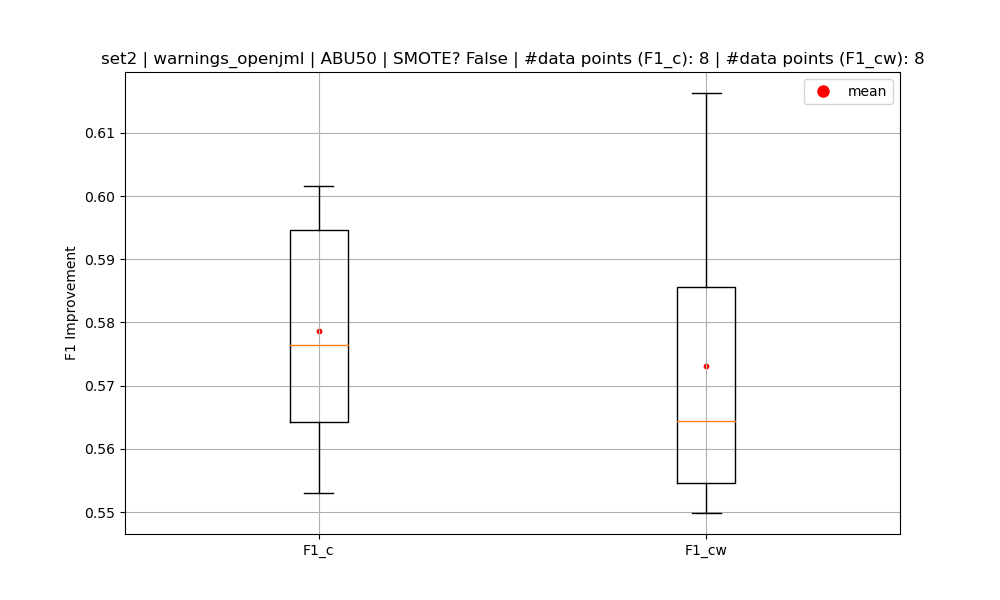 set2 | warnings_openjml | ABU50 | SMOTE? False | #data points (F1_c): 8 | #data points (F1_cw): 8
mean
F1 Improvement
0.61
0.60
0.59
0.58
0.57
0.56
0.55
F1_c
F1_cw